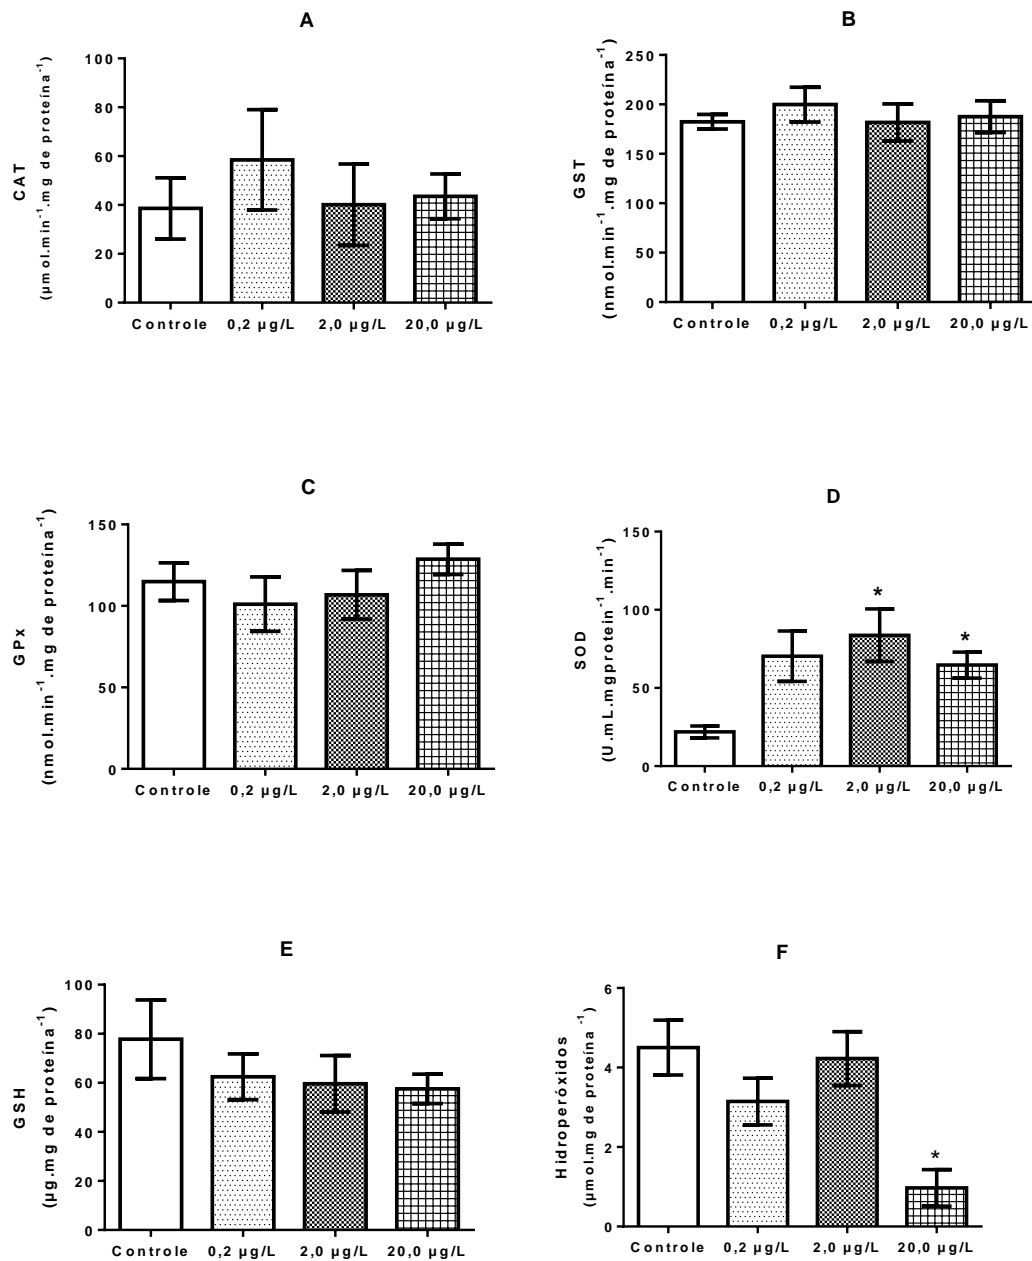 A
CAT
(µmol.min⁻¹.mg de proteína⁻¹)
100
80
60
40
20
0
Controle 0,2 µg/L 2,0 µg/L 20,0 µg/L
B
GST
(nmol.min⁻¹.mg de proteína⁻¹)
250
200
150
100
50
0
Controle 0,2 µg/L 2,0 µg/L 20,0 µg/L
C
GPx
(nmol.min⁻¹.mg de proteína⁻¹)
150
100
50
0
Controle 0,2 µg/L 2,0 µg/L 20,0 µg/L
D
SOD
(U.mL.mgprotein⁻¹.min⁻¹)
150
100
50
0
*
*
Controle 0,2 µg/L 2,0 µg/L 20,0 µg/L
E
GSH
(µg.mg de proteína⁻¹)
100
80
60
40
20
0
Controle 0,2 µg/L 2,0 µg/L 20,0 µg/L
F
Hidroperóxidos
(µmol.mg de proteína ⁻¹)
6
4
2
0
*
Controle 0,2 µg/L 2,0 µg/L 20,0 µg/L